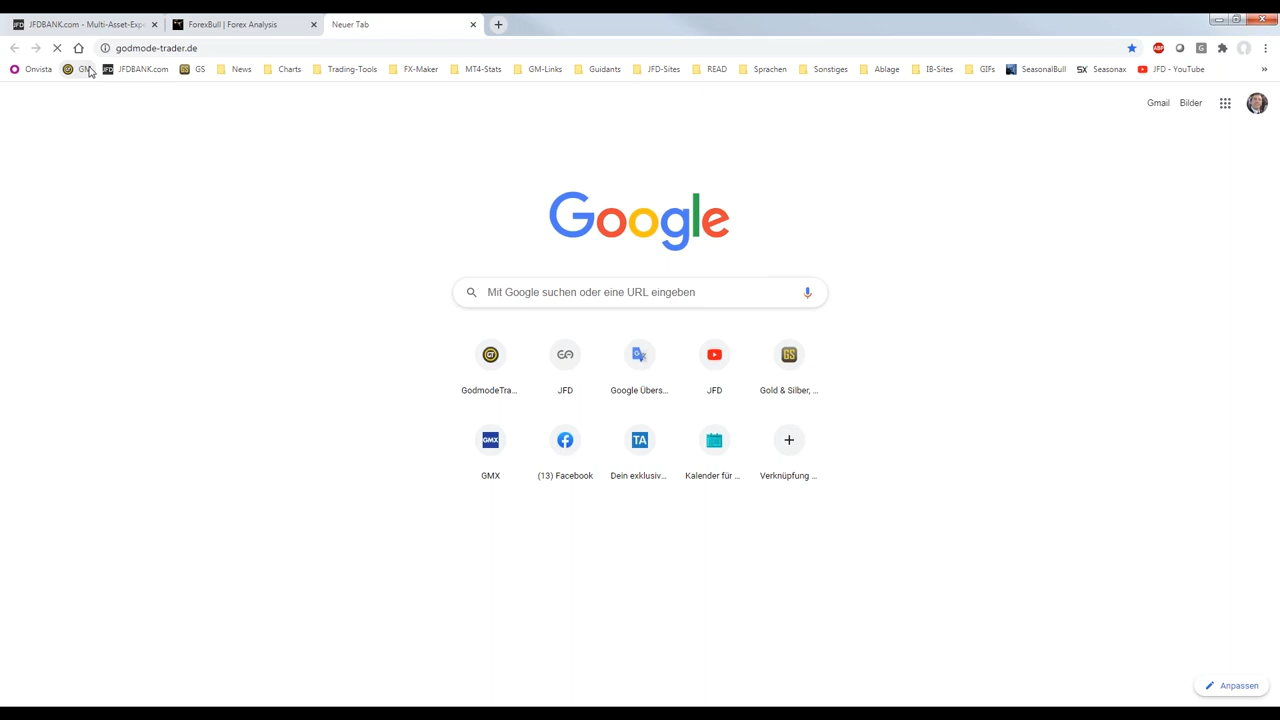 JFDBANK.com - Multi-Asset-Expe
ForexBull | Forex Analysis
Neuer Tab
godmode-trader.de
Onvista
JFDBANK.com
GS
News
Charts
Trading-Tools
FX-Maker
MT4-Stats
GM-Links
Guidants
JFD-Sites
READ
Sprachen
Sonstiges
Ablage
IB-Sites
GIFs
SeasonalBull
Seasonax
JFD - YouTube
»
Gmail
Bilder
Google
Mit Google suchen oder eine URL eingeben
GodmodeTra...
JFD
Google Übers...
JFD
Gold & Silber, ...
GMX
(13) Facebook
Dein exklusiv...
Kalender für ...
Verknüpfung ...
Anpassen